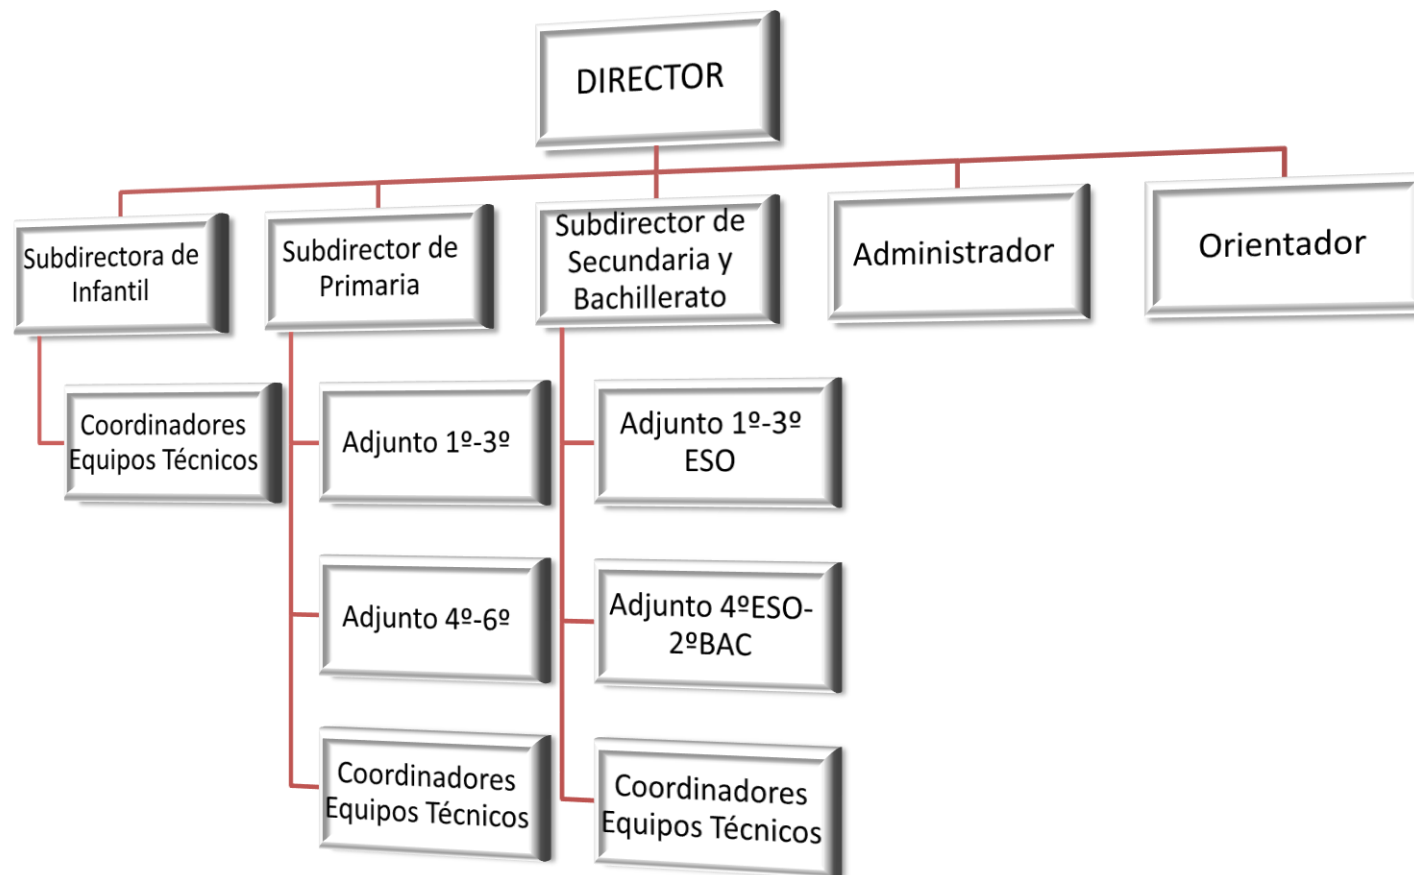 DIRECTOR
Subdirectora de
Infantil
Subdirector de
Primaria
Subdirector de
Secundaria y
Bachillerato
Administrador
Orientador
Coordinadores
Equipos Técnicos
Adjunto 1º-3º
Adjunto 4º-6º
Coordinadores
Equipos Técnicos
Adjunto 1º-3º
ESO
Adjunto 4ºESO-
2ºBAC
Coordinadores
Equipos Técnicos